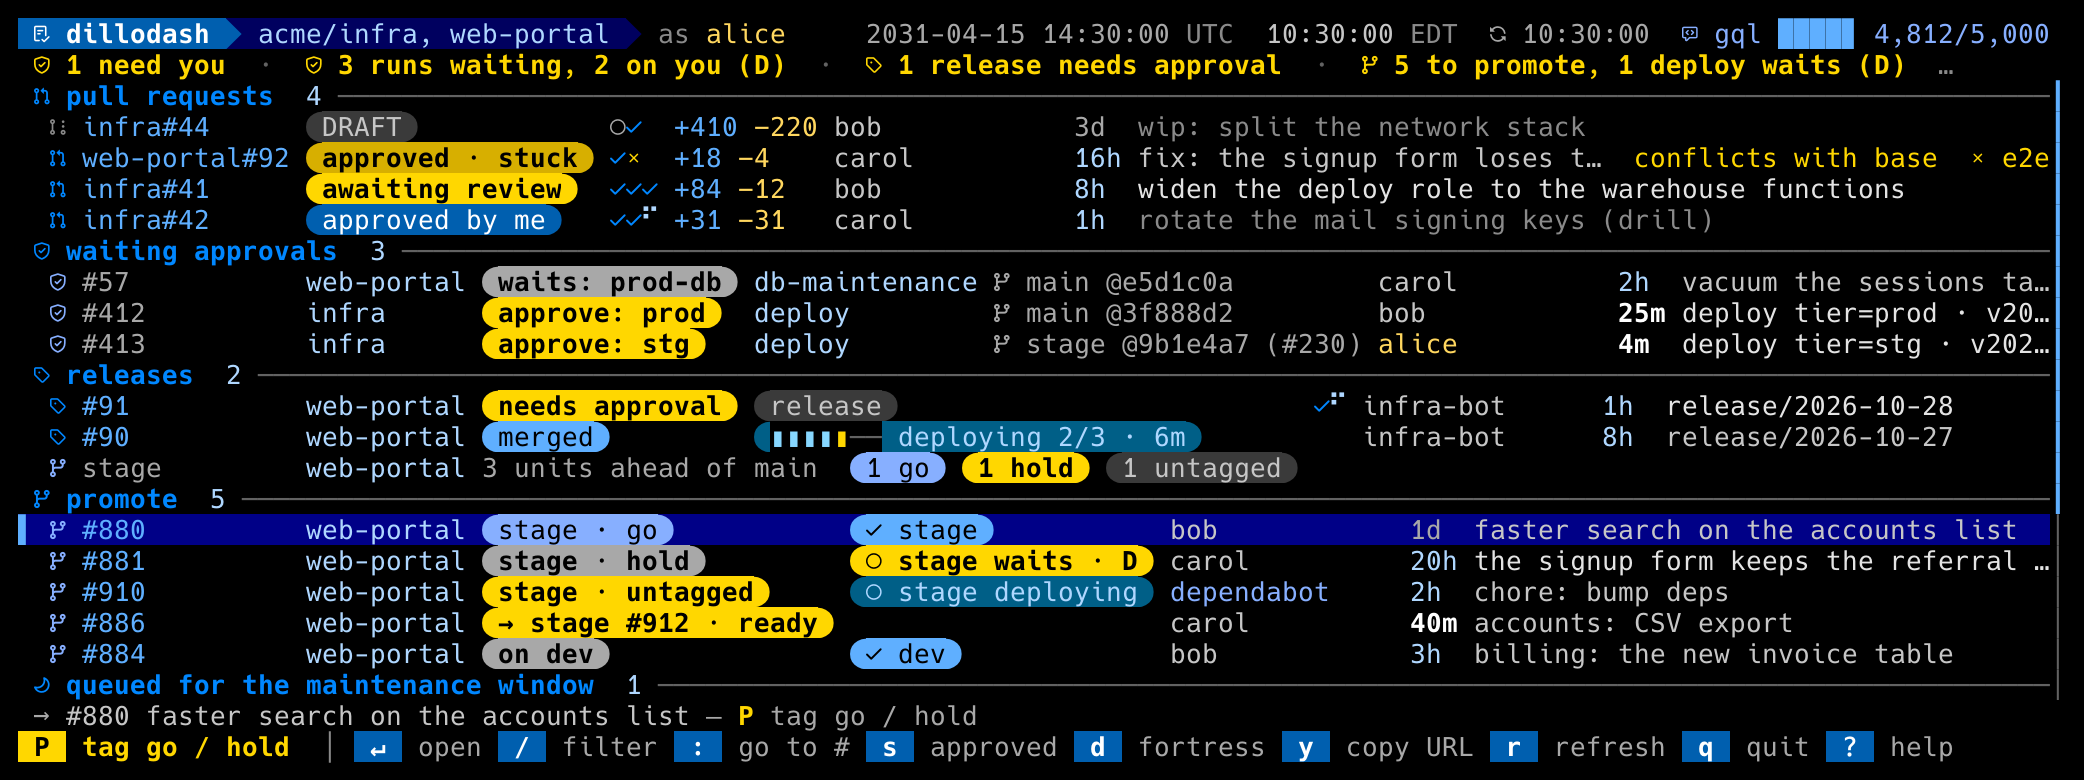 dillodash acme/infra, web-portal as alice 2031-04-15 14:30:00 UTC 10:30:00 EDT 10:30:00 gql 4,812/5,000
1 need you · 3 runs waiting, 2 on you (D) · 1 release needs approval · 5 to promote, 1 deploy waits (D) …
pull requests 4
infra#44 DRAFT ○✓ +410 −220 bob 3d wip: split the network stack
web-portal#92 approved · stuck ✓× +18 −4 carol 16h fix: the signup form loses t… conflicts with base × e2e
infra#41 awaiting review ✓✓✓ +84 −12 bob 8h widen the deploy role to the warehouse functions
infra#42 approved by me ✓✓ +31 −31 carol 1h rotate the mail signing keys (drill)
waiting approvals 3
#57 web-portal waits: prod-db db-maintenance main @e5d1c0a carol 2h vacuum the sessions ta…
#412 infra approve: prod deploy main @3f888d2 bob 25m deploy tier=prod · v20…
#413 infra approve: stg deploy stage @9b1e4a7 (#230) alice 4m deploy tier=stg · v202…
releases 2
#91 web-portal needs approval release ✓ infra-bot 1h release/2026-10-28
#90 web-portal merged deploying 2/3 · 6m infra-bot 8h release/2026-10-27
stage web-portal 3 units ahead of main 1 go 1 hold 1 untagged
promote 5
#880 web-portal stage · go ✓ stage bob 1d faster search on the accounts list
#881 web-portal stage · hold ○ stage waits · D carol 20h the signup form keeps the referral …
#910 web-portal stage · untagged ○ stage deploying dependabot 2h chore: bump deps
#886 web-portal → stage #912 · ready carol 40m accounts: CSV export
#884 web-portal on dev ✓ dev bob 3h billing: the new invoice table
queued for the maintenance window 1
→ #880 faster search on the accounts list — P tag go / hold
P tag go / hold │ ↵ open / filter : go to # s approved d fortress y copy URL r refresh q quit ? help